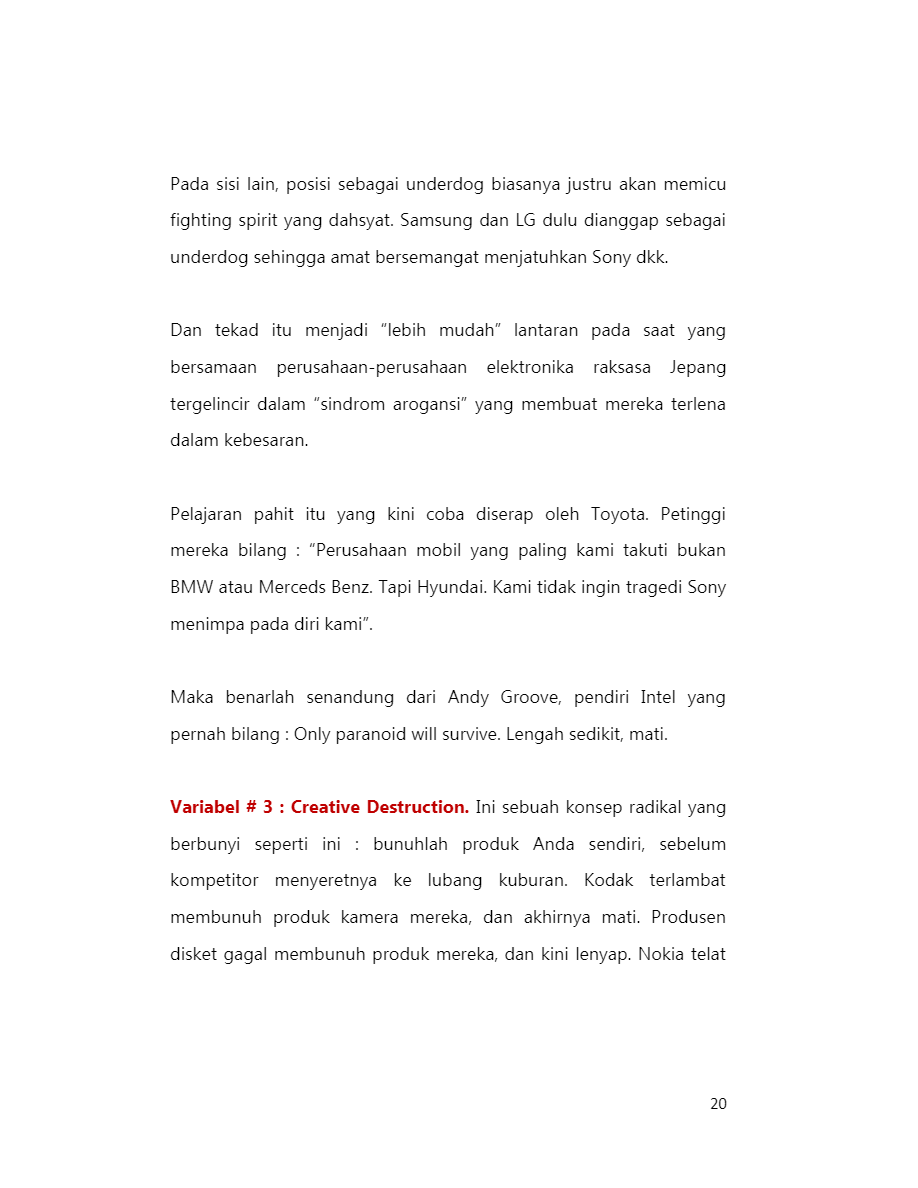 Pada sisi lain, posisi sebagai underdog biasanya justru akan memicu
fighting spirit yang dahsyat. Samsung dan LG dulu dianggap sebagai
underdog sehingga amat bersemangat menjatuhkan Sony dkk.
Dan tekad itu menjadi “lebih mudah” lantaran pada saat yang
bersamaan perusahaan-perusahaan elektronika raksasa Jepang
tergelincir dalam “sindrom arogansi” yang membuat mereka terlena
dalam kebesaran.
Pelajaran pahit itu yang kini coba diserap oleh Toyota. Petinggi
mereka bilang : “Perusahaan mobil yang paling kami takuti bukan
BMW atau Merceds Benz. Tapi Hyundai. Kami tidak ingin tragedi Sony
menimpa pada diri kami”.
Maka benarlah senandung dari Andy Groove, pendiri Intel yang
pernah bilang : Only paranoid will survive. Lengah sedikit, mati.
Variabel # 3 : Creative Destruction. Ini sebuah konsep radikal yang
berbunyi seperti ini : bunuhlah produk Anda sendiri, sebelum
kompetitor menyeretnya ke lubang kuburan. Kodak terlambat
membunuh produk kamera mereka, dan akhirnya mati. Produsen
disket gagal membunuh produk mereka, dan kini lenyap. Nokia telat
20